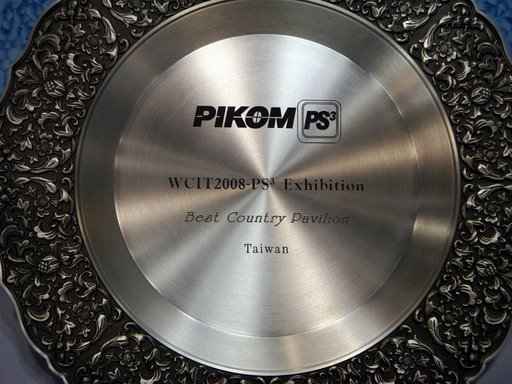 PIKOM PS³
WCIT2008-PS³ Exhibition
Best Country Pavilion
Taiwan